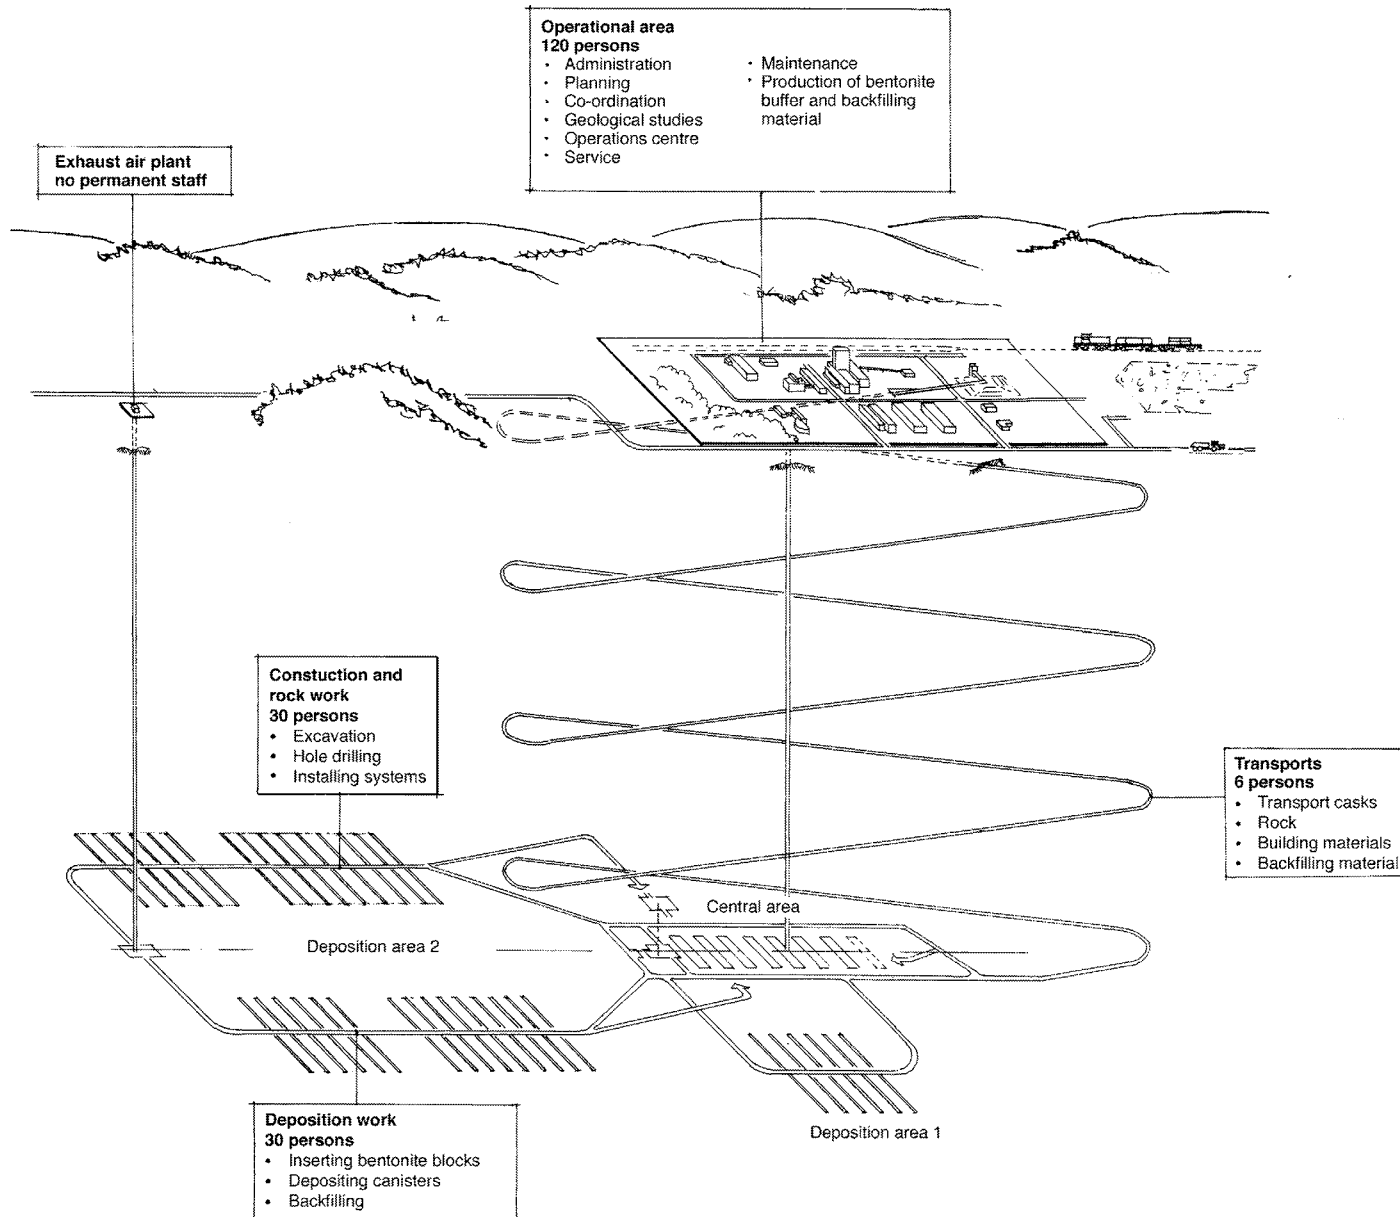 Operational area
120 persons
· Administration
· Planning
· Co-ordination
· Geological studies
· Operations centre
· Service
· Maintenance
· Production of bentonite
buffer and backfilling
material
Exhaust air plant
no permanent staff
Constuction and
rock work
30 persons
• Excavation
• Hole drilling
• Installing systems
Transports
6 persons
• Transport casks
• Rock
• Building materials
• Backfilling material
Central area
Deposition area 2
Deposition area 1
Deposition work
30 persons
• Inserting bentonite blocks
• Depositing canisters
• Backfilling